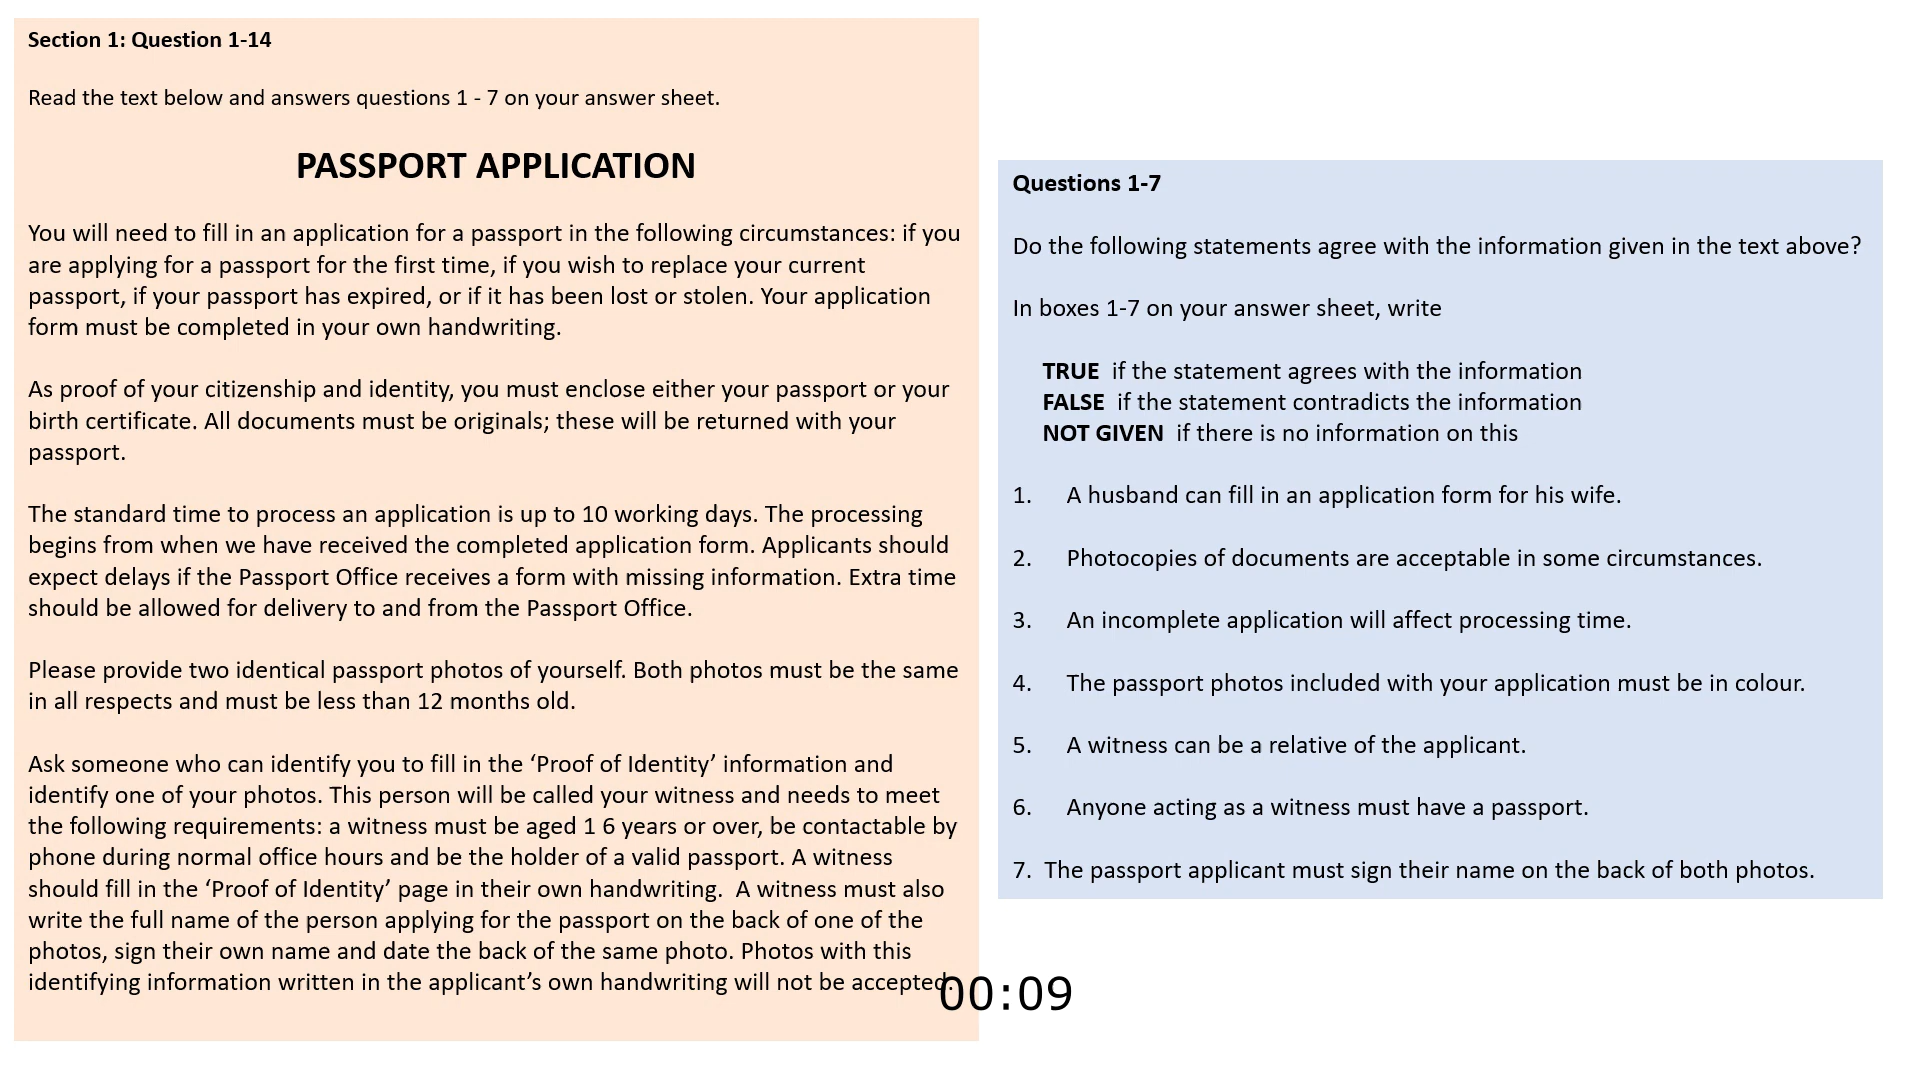 Section 1: Question 1-14
Read the text below and answers questions 1 - 7 on your answer sheet.
PASSPORT APPLICATION
You will need to fill in an application for a passport in the following circumstances: if you
are applying for a passport for the first time, if you wish to replace your current
passport, if your passport has expired, or if it has been lost or stolen. Your application
form must be completed in your own handwriting.
As proof of your citizenship and identity, you must enclose either your passport or your
birth certificate. All documents must be originals; these will be returned with your
passport.
The standard time to process an application is up to 10 working days. The processing
begins from when we have received the completed application form. Applicants should
expect delays if the Passport Office receives a form with missing information. Extra time
should be allowed for delivery to and from the Passport Office.
Please provide two identical passport photos of yourself. Both photos must be the same
in all respects and must be less than 12 months old.
Ask someone who can identify you to fill in the ‘Proof of Identity’ information and
identify one of your photos. This person will be called your witness and needs to meet
the following requirements: a witness must be aged 1 6 years or over, be contactable by
phone during normal office hours and be the holder of a valid passport. A witness
should fill in the ‘Proof of Identity’ page in their own handwriting.  A witness must also
write the full name of the person applying for the passport on the back of one of the
photos, sign their own name and date the back of the same photo. Photos with this
identifying information written in the applicant’s own handwriting will not be accepted.
Questions 1-7
Do the following statements agree with the information given in the text above?
In boxes 1-7 on your answer sheet, write
TRUE if the statement agrees with the information
FALSE if the statement contradicts the information
NOT GIVEN if there is no information on this
1. A husband can fill in an application form for his wife.
2. Photocopies of documents are acceptable in some circumstances.
3. An incomplete application will affect processing time.
4. The passport photos included with your application must be in colour.
5. A witness can be a relative of the applicant.
6. Anyone acting as a witness must have a passport.
7. The passport applicant must sign their name on the back of both photos.
00:09